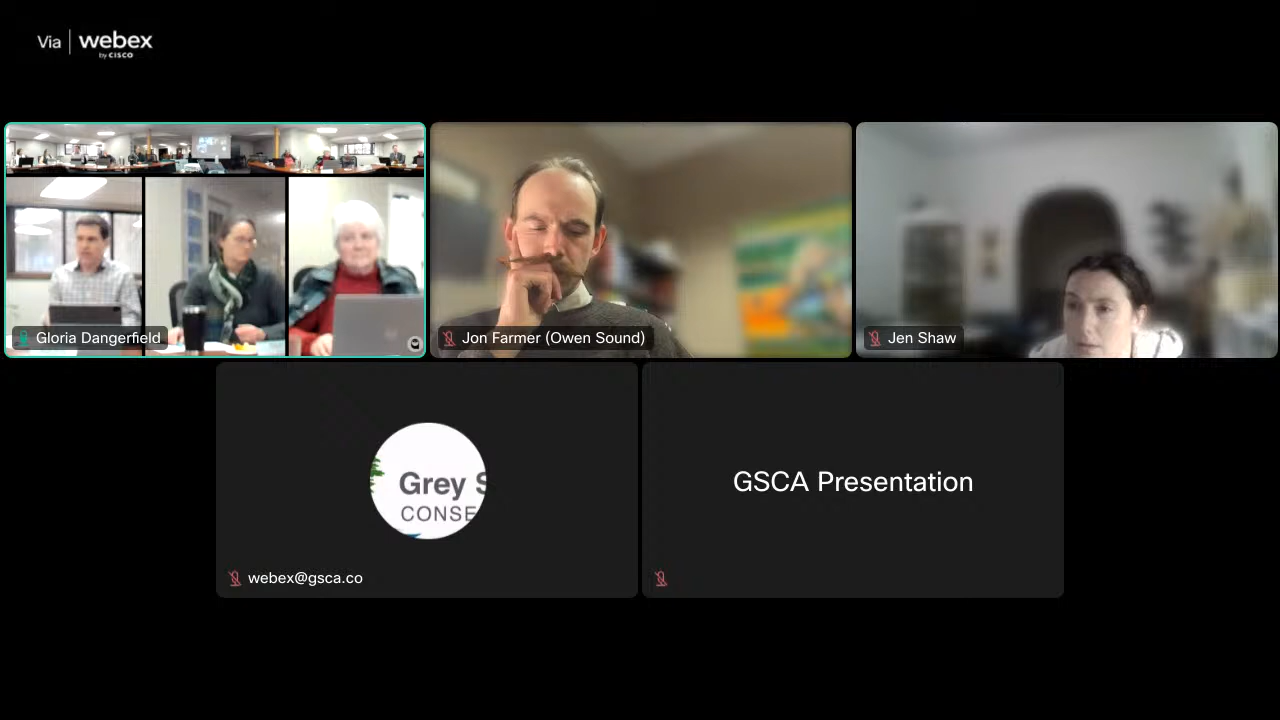 Via webex
by CISCO
Gloria Dangerfield
Jon Farmer (Owen Sound)
Jen Shaw
Grey S
CONSE
GSCA Presentation
webex@gsca.co